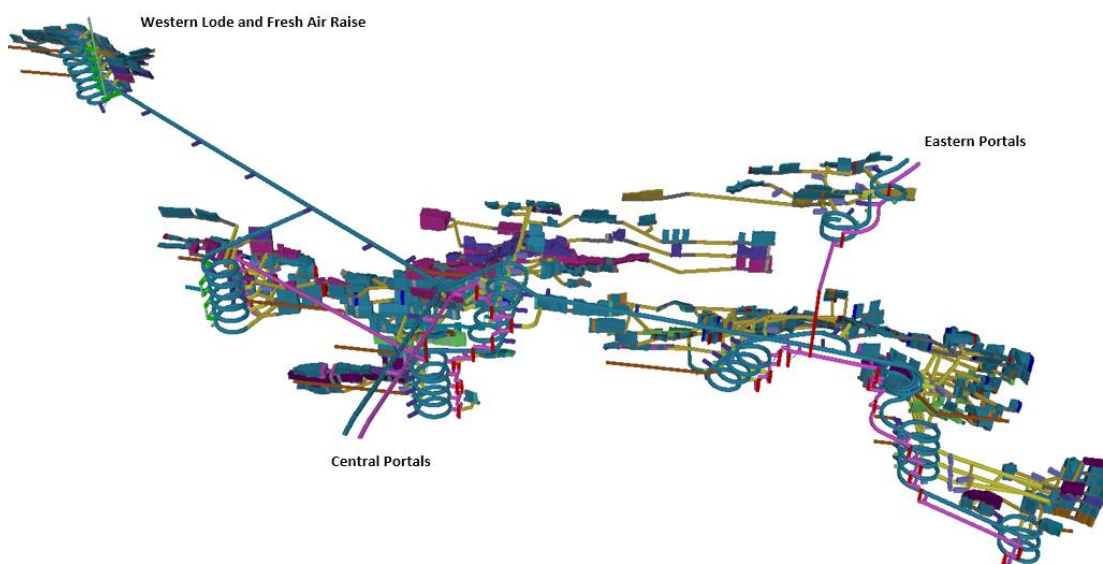 Western Lode and Fresh Air Raise
Eastern Portals
Central Portals